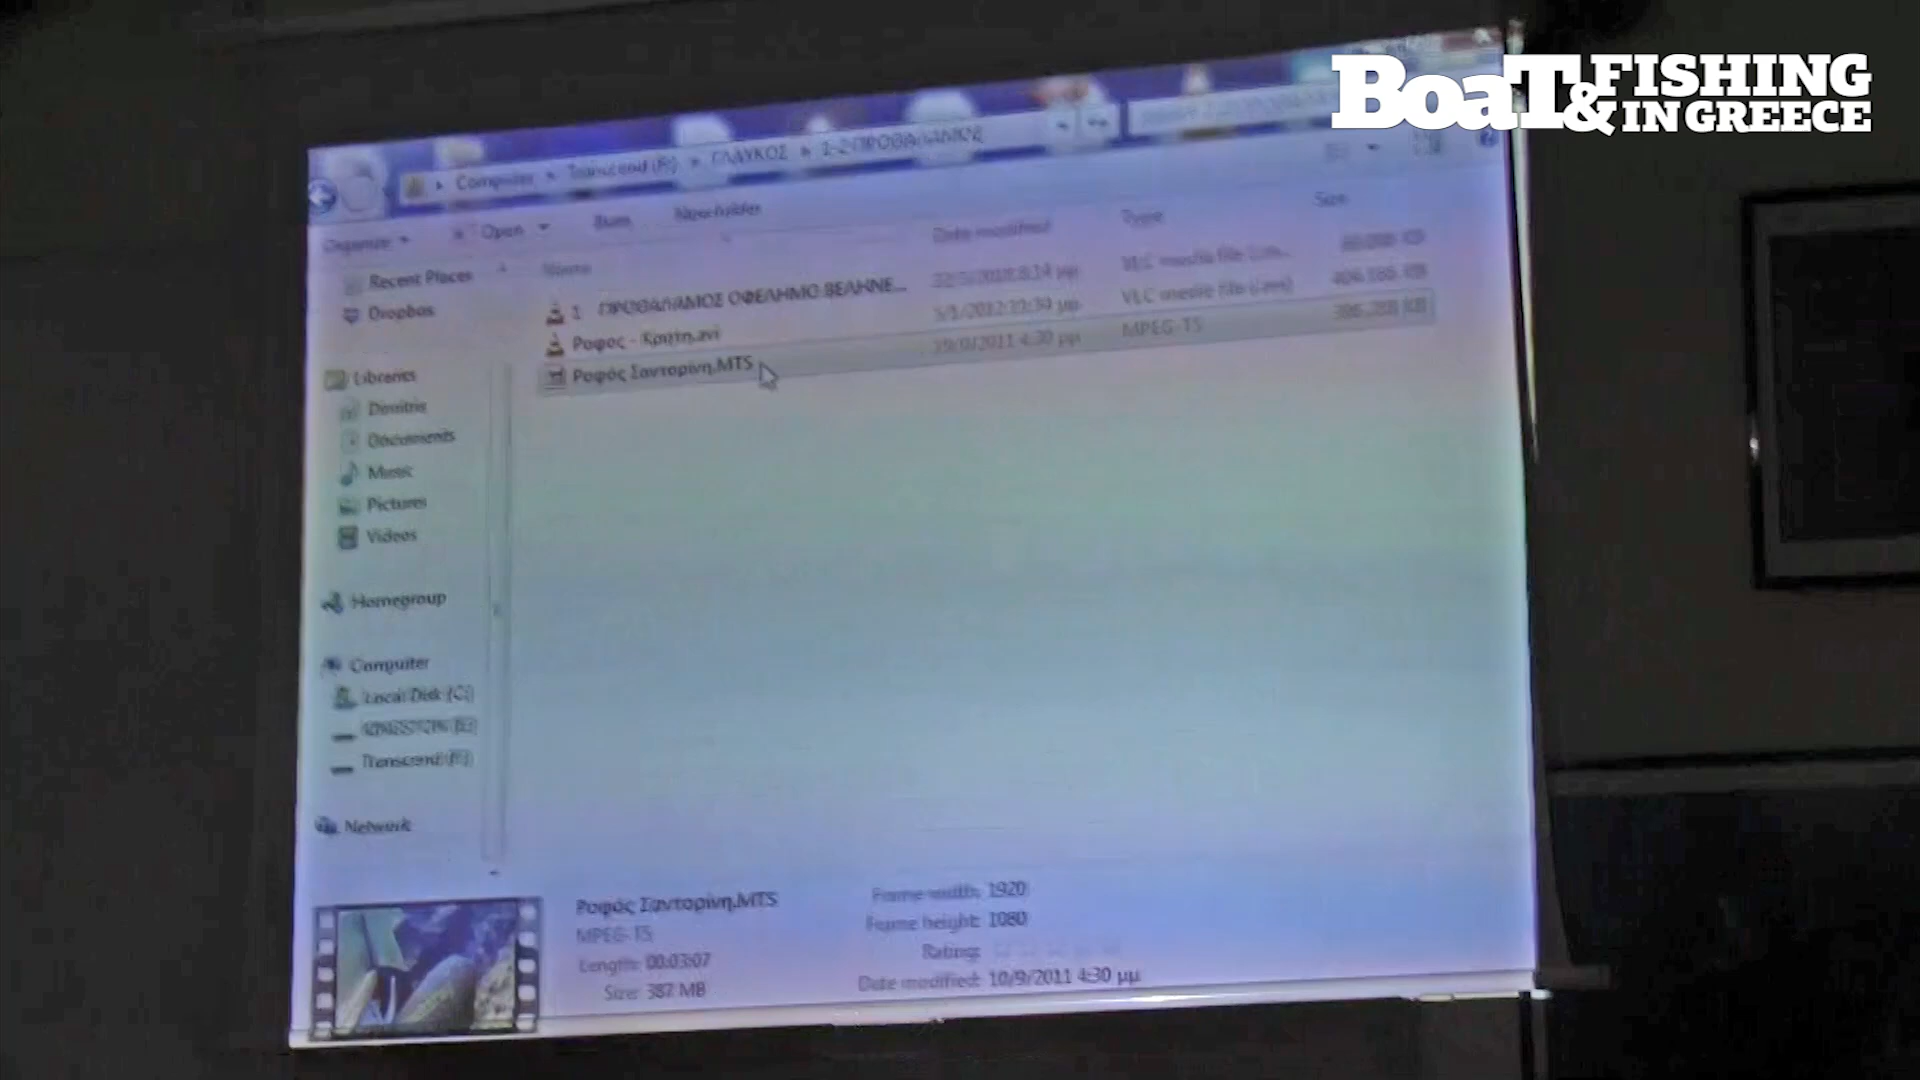 BoaT & FISHING IN GREECE
Computer ▸ Transcend (F:) ▸ ΓΛΑΥΚΟΣ ▸ 1-2 ΠΡΟΘΑΛΑΜΟΣ
Organize Open Burn New folder
Name Date modified Type Size
1 ΠΡΟΘΑΛΑΜΟΣ ΟΦΕΛΗΜΟ ΒΕΛΗΝΕ... VLC media file
Ροφος - Κρητη.avi VLC media file (.avi)
Ροφός Σαντορίνη.MTS 4:30 μμ MPEG-TS
Recent Places
Dropbox
Libraries
Dimitris
Documents
Music
Pictures
Videos
Homegroup
Computer
Local Disk (C:)
Transcend (F:)
Network
Ροφός Σαντορίνη.MTS
MPEG-TS
Length: 00:03:07
Size: 387 MB
Frame width: 1920
Frame height: 1080
Rating:
Date modified: 10/9/2011 4:30 μμ